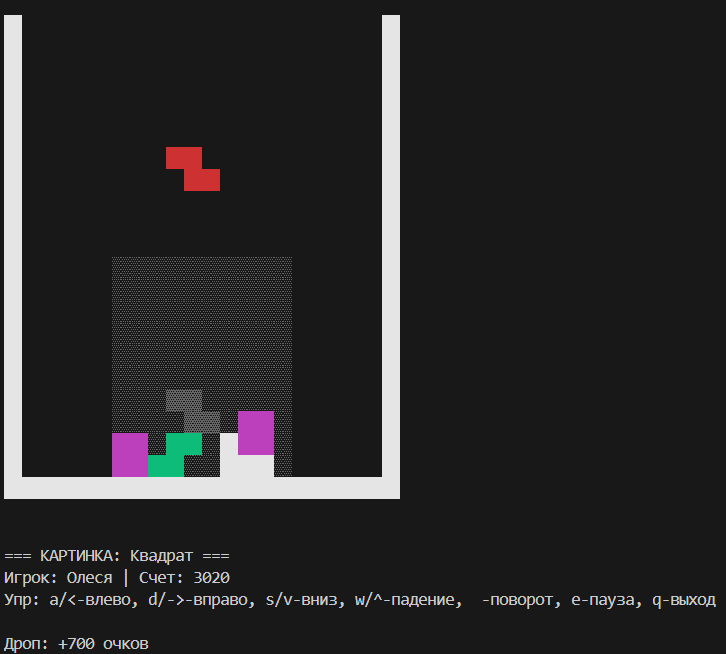 === КАРТИНКА: Квадрат ===
Игрок: Олеся | Счет: 3020
Упр: a/<-влево, d/->-вправо, s/v-вниз, w/^-падение,  -поворот, e-пауза, q-выход
Дроп: +700 очков